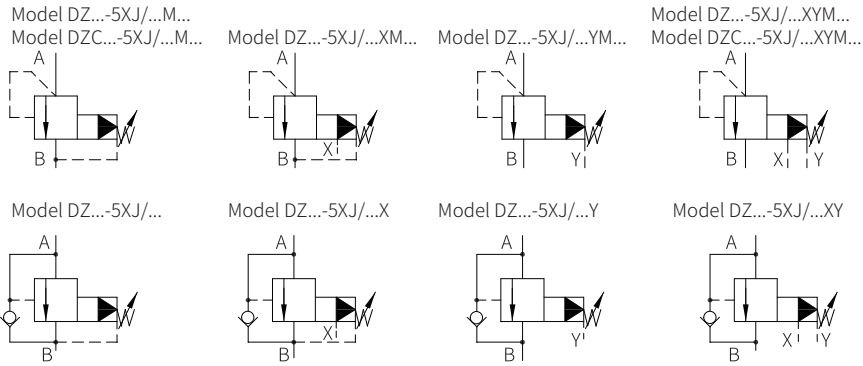 Model DZ...-5XJ/...M...
Model DZC...-5XJ/...M...
Model DZ...-5XJ/...XM...
Model DZ...-5XJ/...YM...
Model DZ...-5XJ/...XYM...
Model DZC...-5XJ/...XYM...
A
A
A
A
B
B X
B Y
B X Y
Model DZ...-5XJ/...
Model DZ...-5XJ/...X
Model DZ...-5XJ/...Y
Model DZ...-5XJ/...XY
A
A
A
A
B
B X
B Y
B X Y